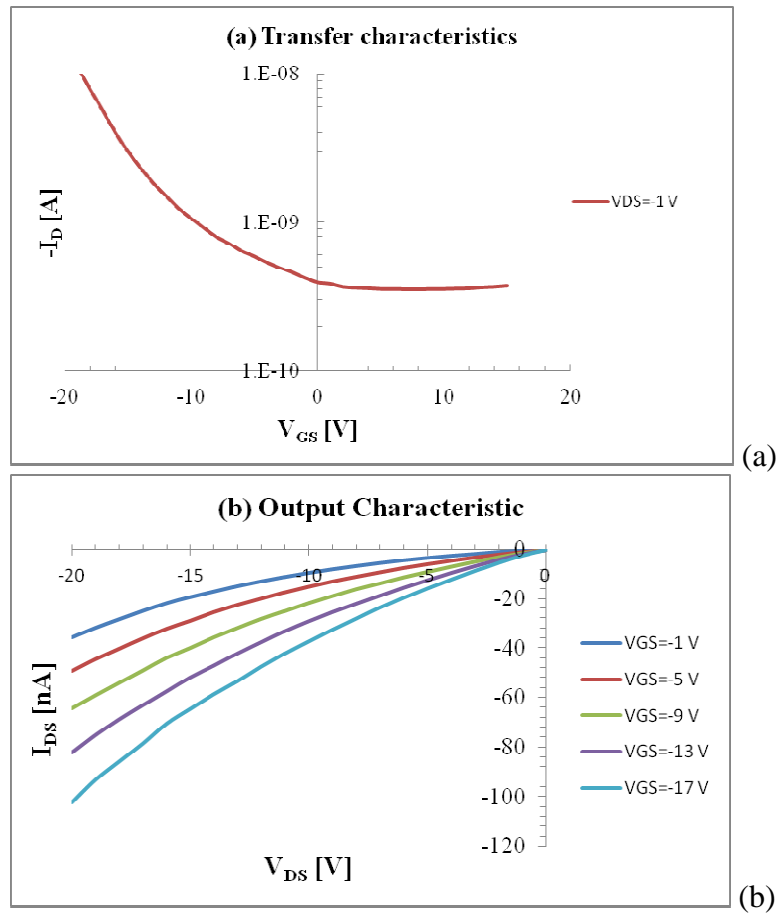 (a) Transfer characteristics
1.E-08
1.E-09
1.E-10
-I_D [A]
-20 -10 0 10 20
V_GS [V]
VDS=-1 V
(a)
(b) Output Characteristic
-20 -15 -10 -5 0
0
-20
-40
-60
-80
-100
-120
I_DS [nA]
V_DS [V]
VGS=-1 V
VGS=-5 V
VGS=-9 V
VGS=-13 V
VGS=-17 V
(b)